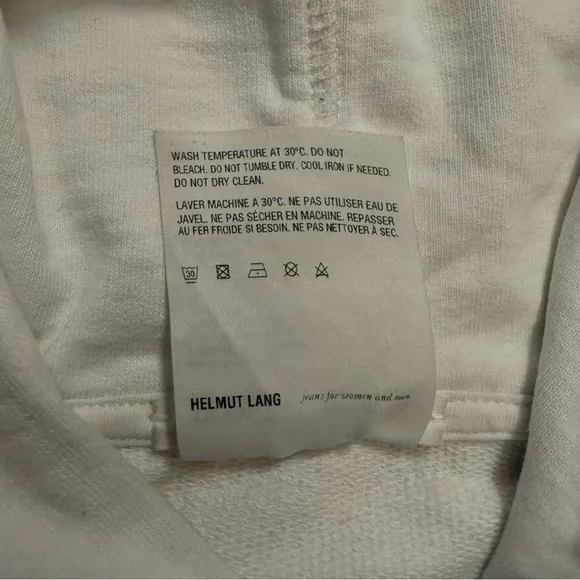 WASH TEMPERATURE AT 30°C. DO NOT
BLEACH. DO NOT TUMBLE DRY. COOL IRON IF NEEDED.
DO NOT DRY CLEAN.
LAVER MACHINE A 30°C. NE PAS UTILISER EAU DE
JAVEL. NE PAS SÉCHER EN MACHINE. REPASSER
AU FER FROIDE SI BESOIN. NE PAS NETTOYER À SEC.
30
HELMUT LANG jeans for women and men